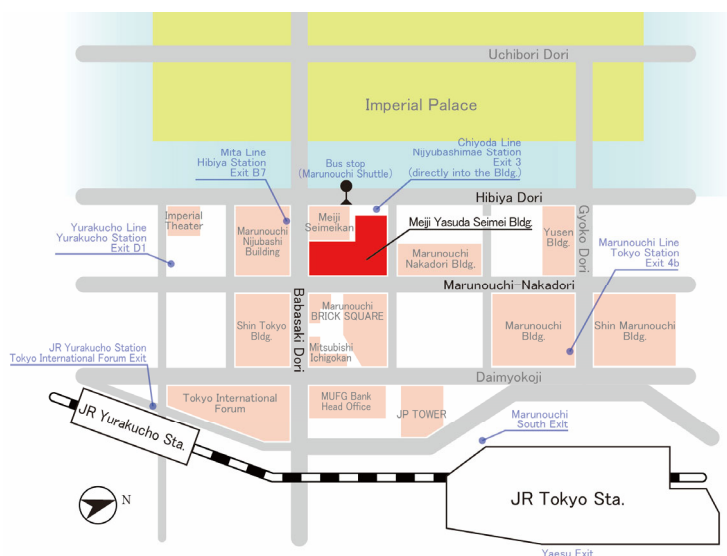 Uchibori Dori
Imperial Palace
Mita Line
Hibiya Station
Exit B7
Bus stop
(Marunouchi Shuttle)
Chiyoda Line
Nijyubashimae Station
Exit 3
(directly into the Bldg.)
Hibiya Dori
Yurakucho Line
Yurakucho Station
Exit D1
Imperial
Theater
Marunouchi
Nijubashi
Building
Meiji
Seimeikan
Meiji Yasuda Seimei Bldg.
Marunouchi
Nakadori Bldg.
Yusen
Bldg.
Gyoko Dori
Marunouchi Line
Tokyo Station
Exit 4b
Marunouchi-Nakadori
Babasaki Dori
Shin Tokyo
Bldg.
Marunouchi
BRICK SQUARE
Mitsubishi
Ichigokan
Marunouchi
Bldg.
Shin Marunouchi
Bldg.
JR Yurakucho Station
Tokyo International Forum Exit
Daimyokoji
Tokyo International
Forum
MUFG Bank
Head Office
JP TOWER
Marunouchi
South Exit
JR Yurakucho Sta.
N
JR Tokyo Sta.
Yaesu Exit